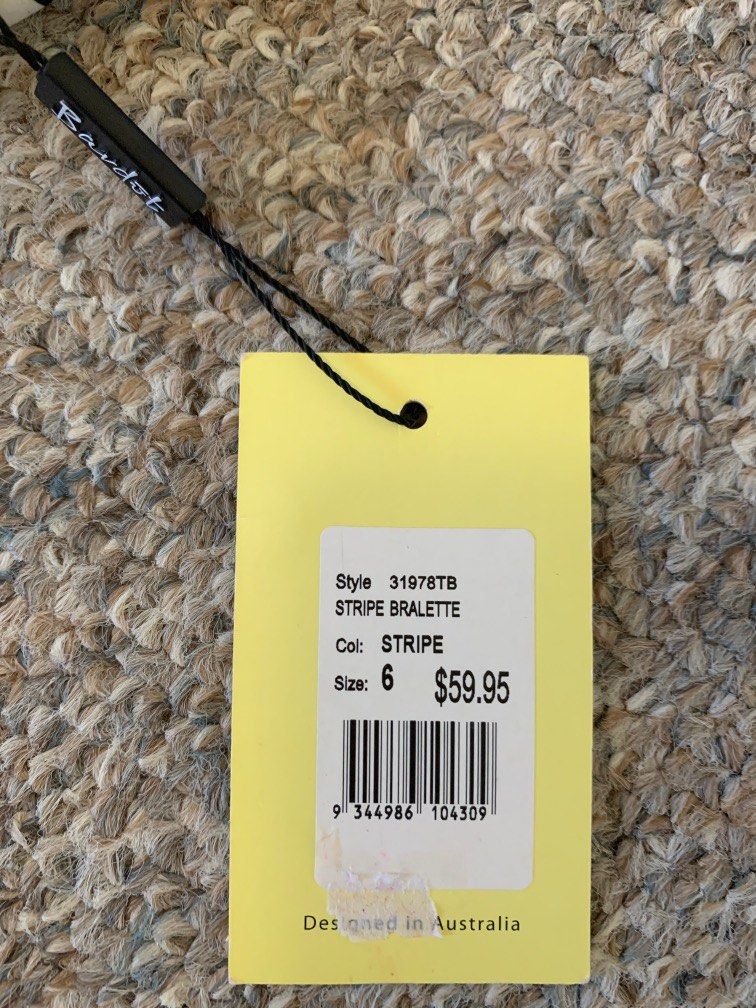 Bardot
Style 31978TB
STRIPE BRALETTE
Col: STRIPE
Size: 6 $59.95
9 344986 104309
Designed in Australia